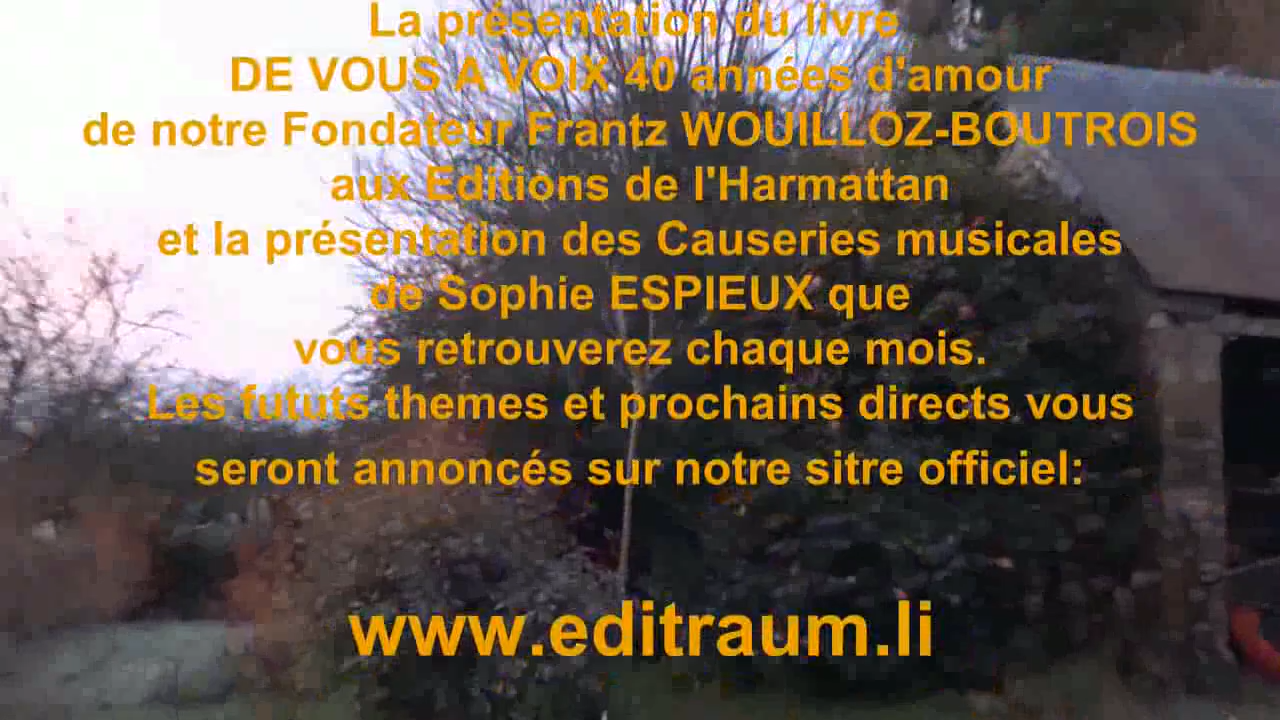 La présentation du livre
DE VOUS A VOIX 40 années d'amour
de notre Fondateur Frantz WOUILLOZ-BOUTROIS
aux Editions de l'Harmattan
et la présentation des Causeries musicales
de Sophie ESPIEUX que
vous retrouverez chaque mois.
Les fututs themes et prochains directs vous
seront annoncés sur notre sitre officiel:
www.editraum.li